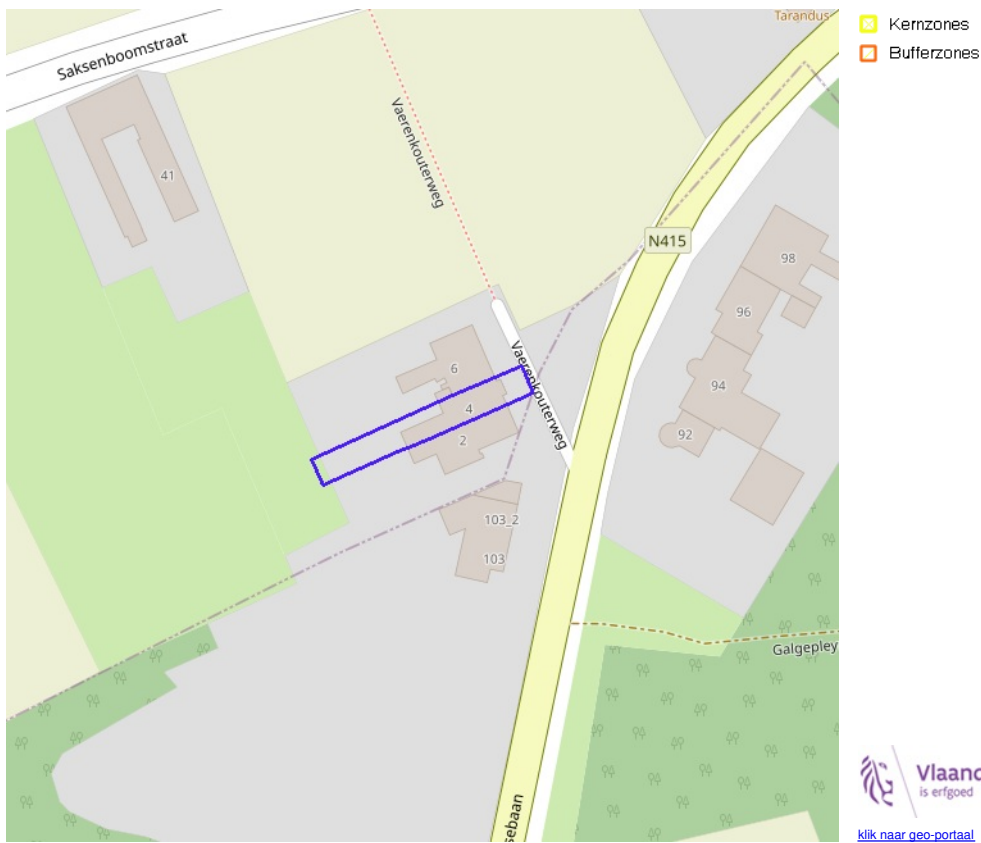 Tarandus
Kernzones
Bufferzones
Saksenboomstraat
Vaerenkouterweg
41
N415
98
96
94
92
Vaerenkouterweg
6
4
2
103_2
103
Galgepley
sebaan
Vlaand
is erfgoed
klik naar geo-portaal